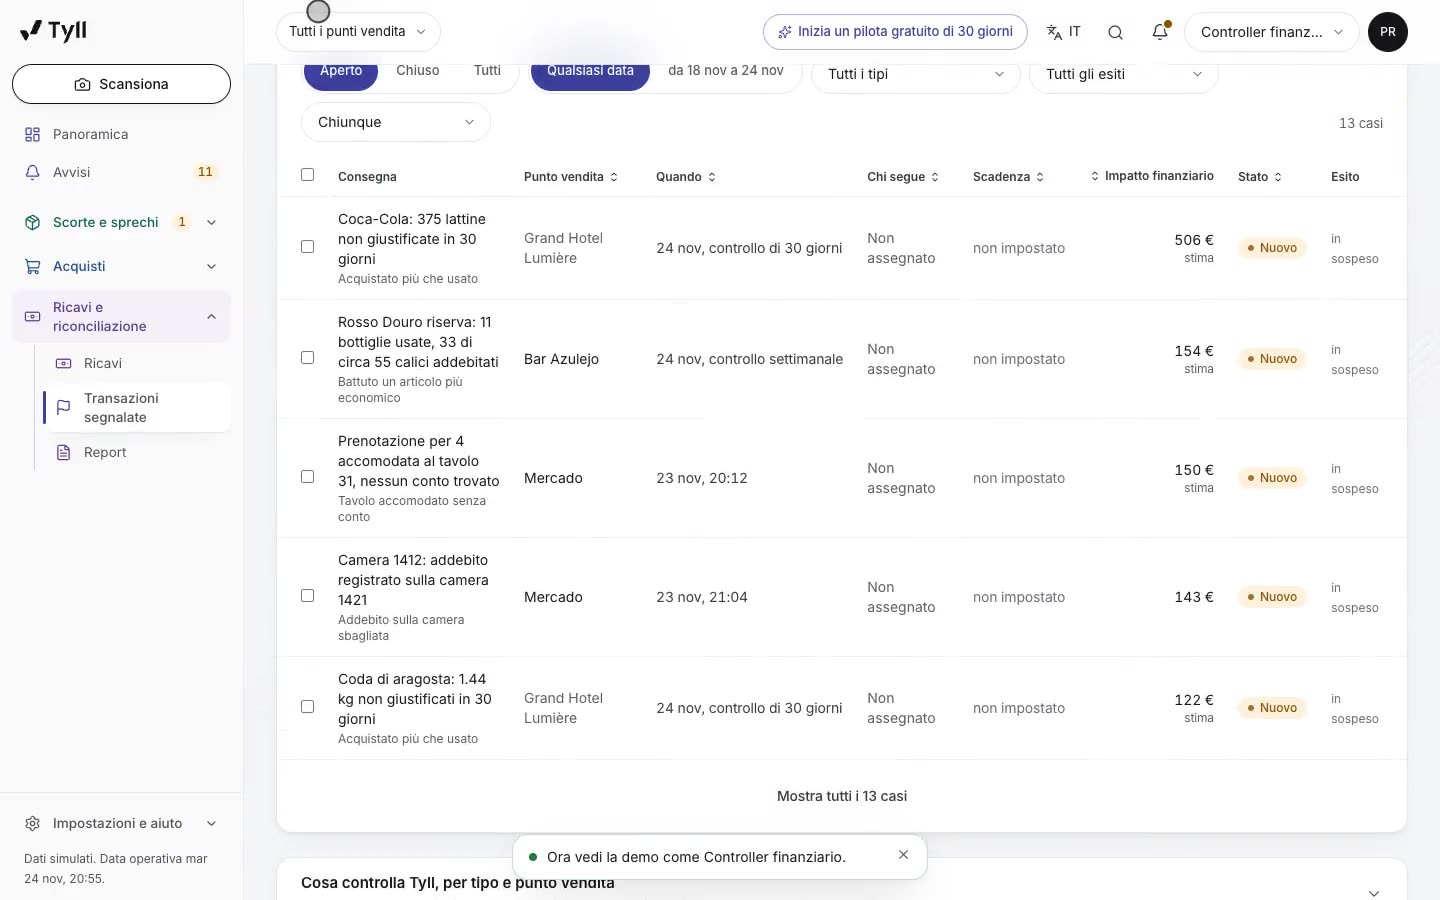 Tyll
Tutti i punti vendita
Inizia un pilota gratuito di 30 giorni
IT
Controller finanz...
PR
Scansiona
Panoramica
Avvisi
11
Scorte e sprechi
1
Acquisti
Ricavi e
riconciliazione
Ricavi
Transazioni
segnalate
Report
Impostazioni e aiuto
Dati simulati. Data operativa mar
24 nov, 20:55.
Aperto
Chiuso
Tutti
Qualsiasi data
da 18 nov a 24 nov
Tutti i tipi
Tutti gli esiti
Chiunque
13 casi
Consegna
Punto vendita
Quando
Chi segue
Scadenza
Impatto finanziario
Stato
Esito
Coca-Cola: 375 lattine
non giustificate in 30
giorni
Acquistato più che usato
Grand Hotel
Lumière
24 nov, controllo di 30 giorni
Non
assegnato
non impostato
506 €
stima
Nuovo
in
sospeso
Rosso Douro riserva: 11
bottiglie usate, 33 di
circa 55 calici addebitati
Battuto un articolo più
economico
Bar Azulejo
24 nov, controllo settimanale
Non
assegnato
non impostato
154 €
stima
Nuovo
in
sospeso
Prenotazione per 4
accomodata al tavolo
31, nessun conto trovato
Tavolo accomodato senza
conto
Mercado
23 nov, 20:12
Non
assegnato
non impostato
150 €
stima
Nuovo
in
sospeso
Camera 1412: addebito
registrato sulla camera
1421
Addebito sulla camera
sbagliata
Mercado
23 nov, 21:04
Non
assegnato
non impostato
143 €
Nuovo
in
sospeso
Coda di aragosta: 1.44
kg non giustificati in 30
giorni
Acquistato più che usato
Grand Hotel
Lumière
24 nov, controllo di 30 giorni
Non
assegnato
non impostato
122 €
stima
Nuovo
in
sospeso
Mostra tutti i 13 casi
Ora vedi la demo come Controller finanziario.
Cosa controlla Tyll, per tipo e punto vendita